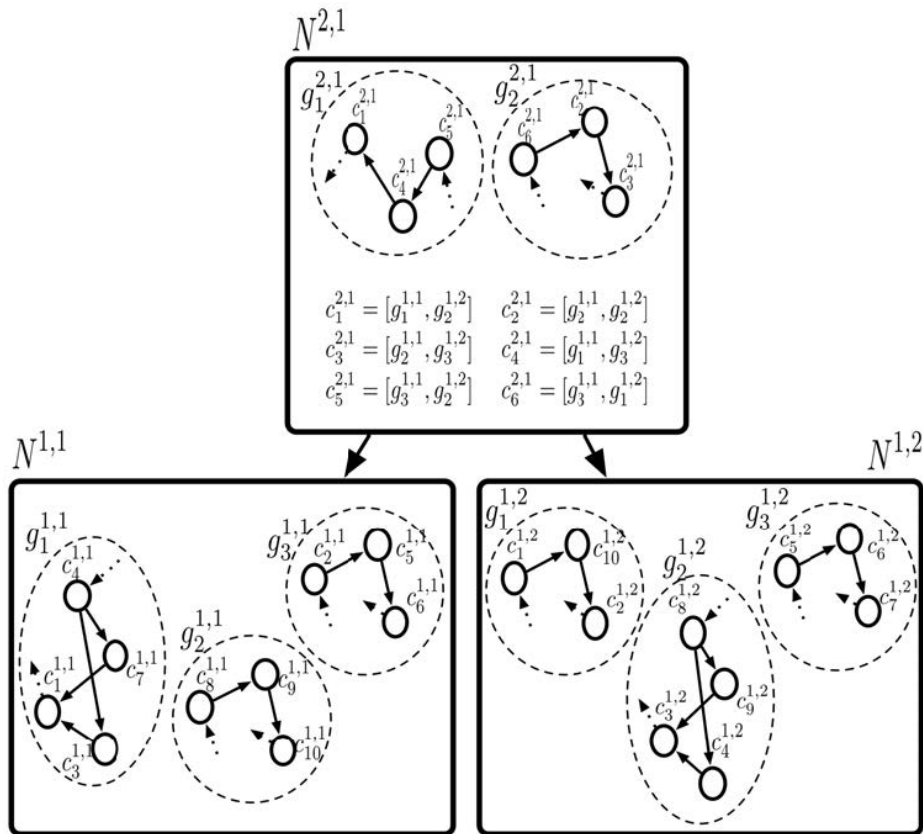 N^{2,1}
g_1^{2,1} g_2^{2,1}
c_1^{2,1} c_5^{2,1} c_6^{2,1} c_2^{2,1}
c_4^{2,1} c_3^{2,1}
c_1^{2,1} = [g_1^{1,1}, g_2^{1,2}] c_2^{2,1} = [g_2^{1,1}, g_2^{1,2}]
c_3^{2,1} = [g_2^{1,1}, g_3^{1,2}] c_4^{2,1} = [g_1^{1,1}, g_3^{1,2}]
c_5^{2,1} = [g_3^{1,1}, g_2^{1,2}] c_6^{2,1} = [g_3^{1,1}, g_1^{1,2}]
N^{1,1}
g_1^{1,1} g_3^{1,1}
c_4^{1,1} c_2^{1,1} c_5^{1,1}
c_6^{1,1}
g_2^{1,1}
c_1^{1,1} c_7^{1,1} c_8^{1,1} c_9^{1,1}
c_3^{1,1} c_{10}^{1,1}
N^{1,2}
g_1^{1,2} g_3^{1,2}
c_1^{1,2} c_{10}^{1,2} g_2^{1,2} c_5^{1,2} c_6^{1,2}
c_2^{1,2} c_8^{1,2} c_7^{1,2}
c_3^{1,2} c_9^{1,2}
c_4^{1,2}